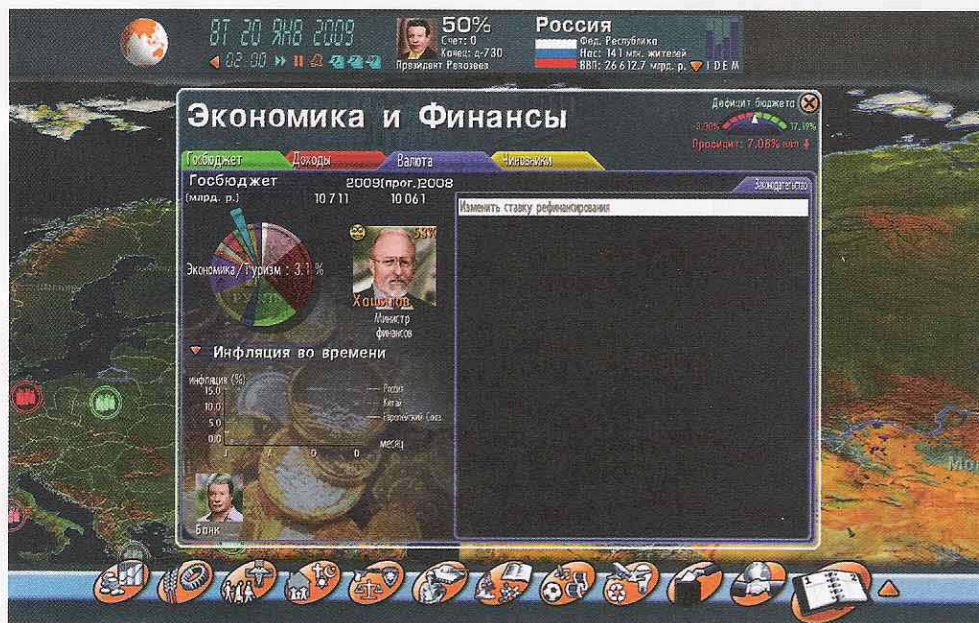 ВТ 20 ЯНВ 2009
02:00
50%
Счет: 0
Конец: д-730
Президент Ревозеев
Россия
Фед. Республика
Нас: 141 млн. жителей
ВВП: 26 612.7 млрд. р.
I D E M
Экономика и Финансы
Дефицит бюджета
-3.00%
17.19%
Профицит: 7.06% ВВП
Госбюджет
Доходы
Валюта
Чиновники
Госбюджет
2009(прог.)2008
(млрд. р.)
10 711
10 061
Законодательство
Изменить ставку рефинансирования
Экономика/Туризм : 3.1 %
53%
Хашилов
Министр
финансов
Инфляция во времени
инфляция (%)
15.0
10.0
5.0
0.0
Россия
Китай
Европейский Союз
месяц
Банк